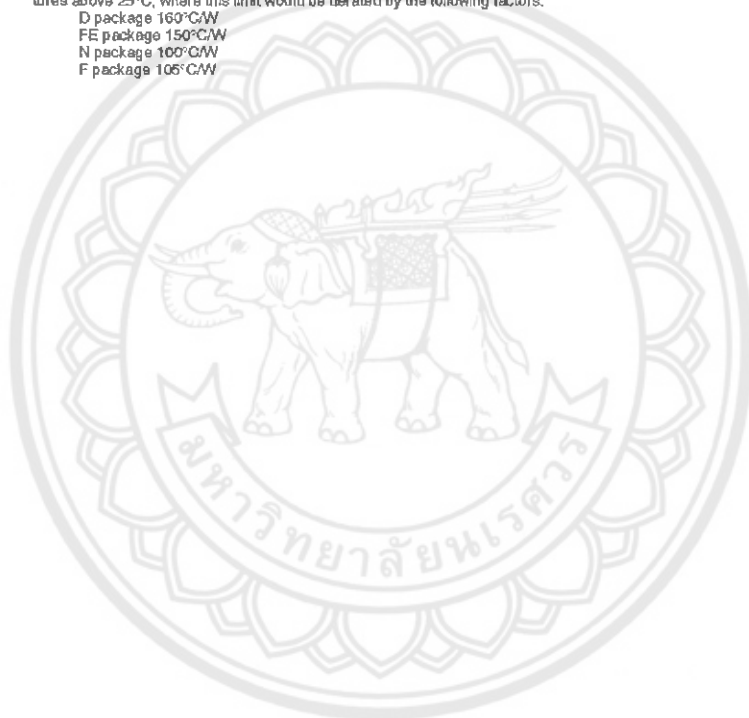 tures above 25°C, where this limit would be derated by the following factors:
D package 160°C/W
FE package 150°C/W
N package 100°C/W
F package 105°C/W
มหาวิทยาลัยนเรศวร